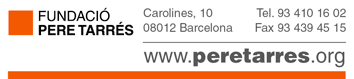 FUNDACIÓ
PERE TARRÉS
Carolines, 10
08012 Barcelona
Tel. 93 410 16 02
Fax 93 439 45 15
www.peretarres.org